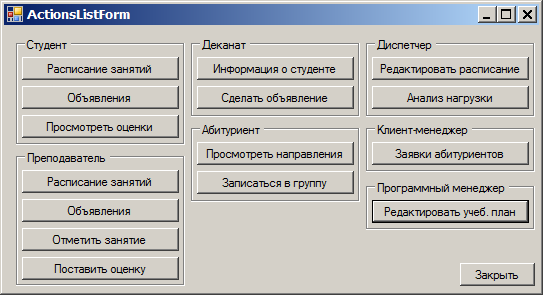 ActionsListForm
Студент
Расписание занятий
Объявления
Просмотреть оценки
Преподаватель
Расписание занятий
Объявления
Отметить занятие
Поставить оценку
Деканат
Информация о студенте
Сделать объявление
Абитуриент
Просмотреть направления
Записаться в группу
Диспетчер
Редактировать расписание
Анализ нагрузки
Клиент-менеджер
Заявки абитуриентов
Программный менеджер
Редактировать учеб. план
Закрыть